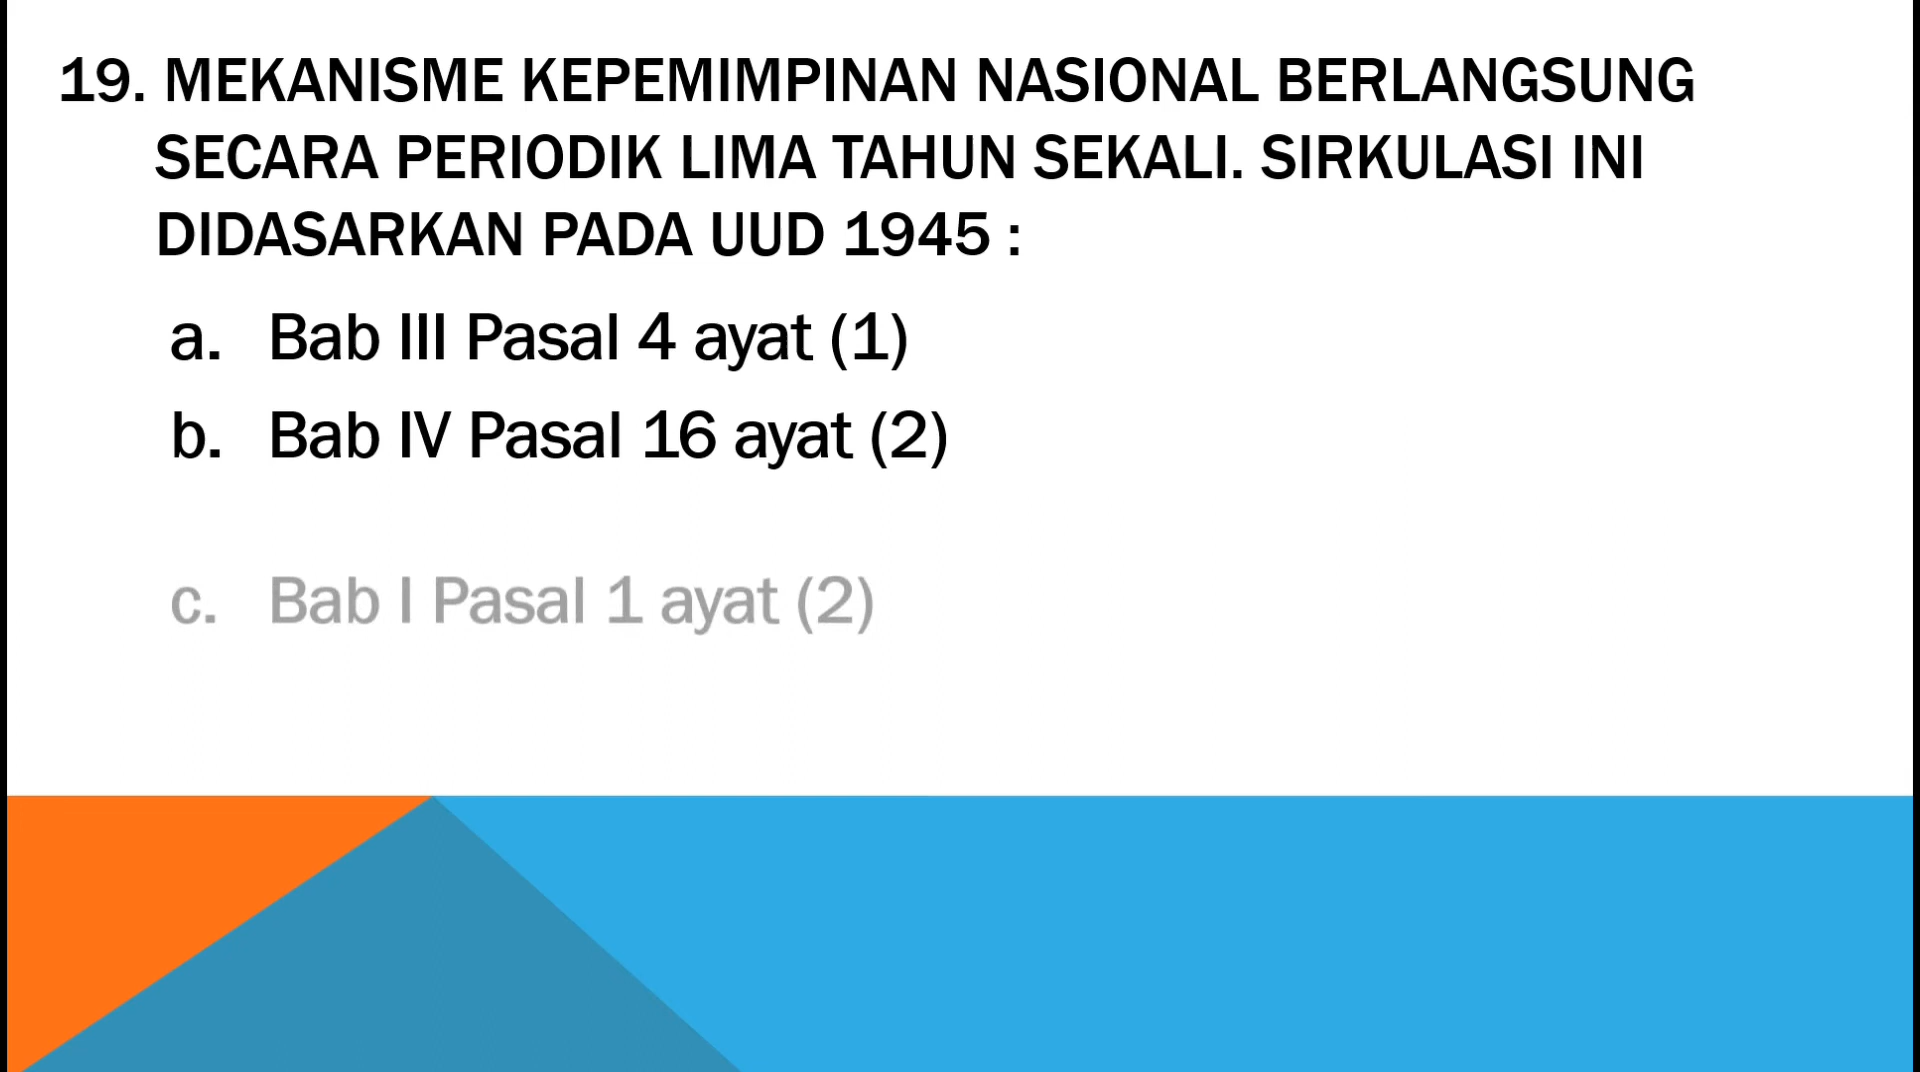 19. MEKANISME KEPEMIMPINAN NASIONAL BERLANGSUNG
SECARA PERIODIK LIMA TAHUN SEKALI. SIRKULASI INI
DIDASARKAN PADA UUD 1945 :
a. Bab III Pasal 4 ayat (1)
b. Bab IV Pasal 16 ayat (2)
c. Bab I Pasal 1 ayat (2)